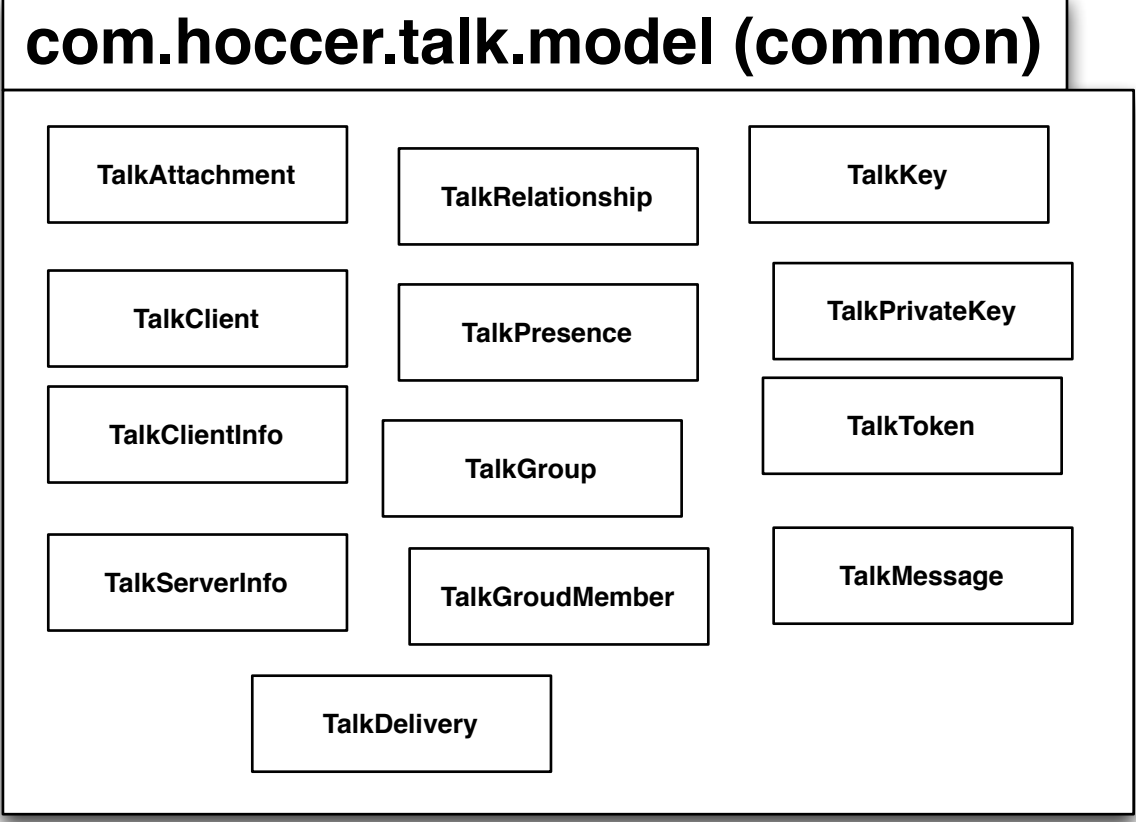 com.hoccer.talk.model (common)
TalkAttachment
TalkRelationship
TalkKey
TalkClient
TalkPresence
TalkPrivateKey
TalkClientInfo
TalkGroup
TalkToken
TalkServerInfo
TalkGroudMember
TalkMessage
TalkDelivery